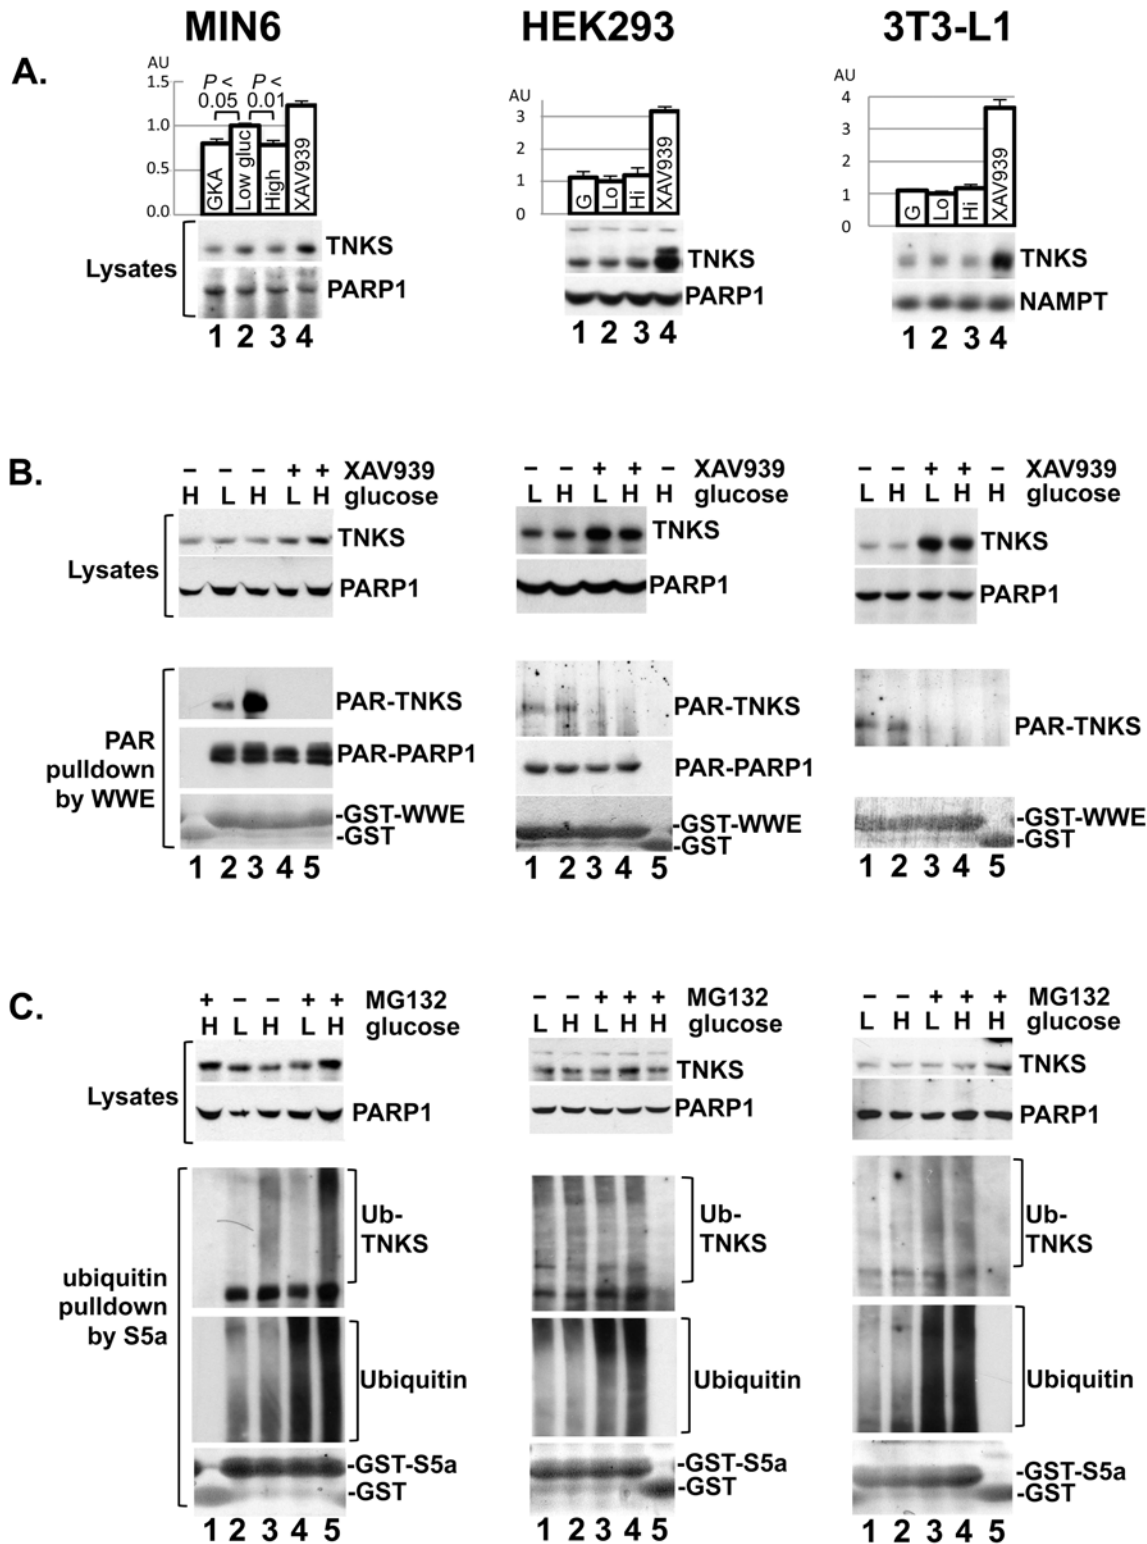 MIN6 HEK293 3T3-L1
A.
AU
1.5
1.0
0.5
0.0
P < 0.05
P < 0.01
GKA
Low gluc
High
XAV939
Lysates
TNKS
PARP1
1 2 3 4
AU
3
2
1
0
G
Lo
Hi
XAV939
TNKS
PARP1
1 2 3 4
AU
4
3
2
1
0
G
Lo
Hi
XAV939
TNKS
NAMPT
1 2 3 4
B.
– – – + + XAV939
H L H L H glucose
Lysates
TNKS
PARP1
PAR
pulldown
by WWE
PAR-TNKS
PAR-PARP1
-GST-WWE
-GST
1 2 3 4 5
– – + + – XAV939
L H L H H glucose
TNKS
PARP1
PAR-TNKS
PAR-PARP1
-GST-WWE
-GST
1 2 3 4 5
– – + + – XAV939
L H L H H glucose
TNKS
PARP1
PAR-TNKS
-GST-WWE
-GST
1 2 3 4 5
C.
+ – – + + MG132
H L H L H glucose
Lysates
TNKS
PARP1
ubiquitin
pulldown
by S5a
Ub-
TNKS
Ubiquitin
-GST-S5a
-GST
1 2 3 4 5
– – + + + MG132
L H L H H glucose
TNKS
PARP1
Ub-
TNKS
Ubiquitin
-GST-S5a
-GST
1 2 3 4 5
– – + + + MG132
L H L H H glucose
TNKS
PARP1
Ub-
TNKS
Ubiquitin
-GST-S5a
-GST
1 2 3 4 5